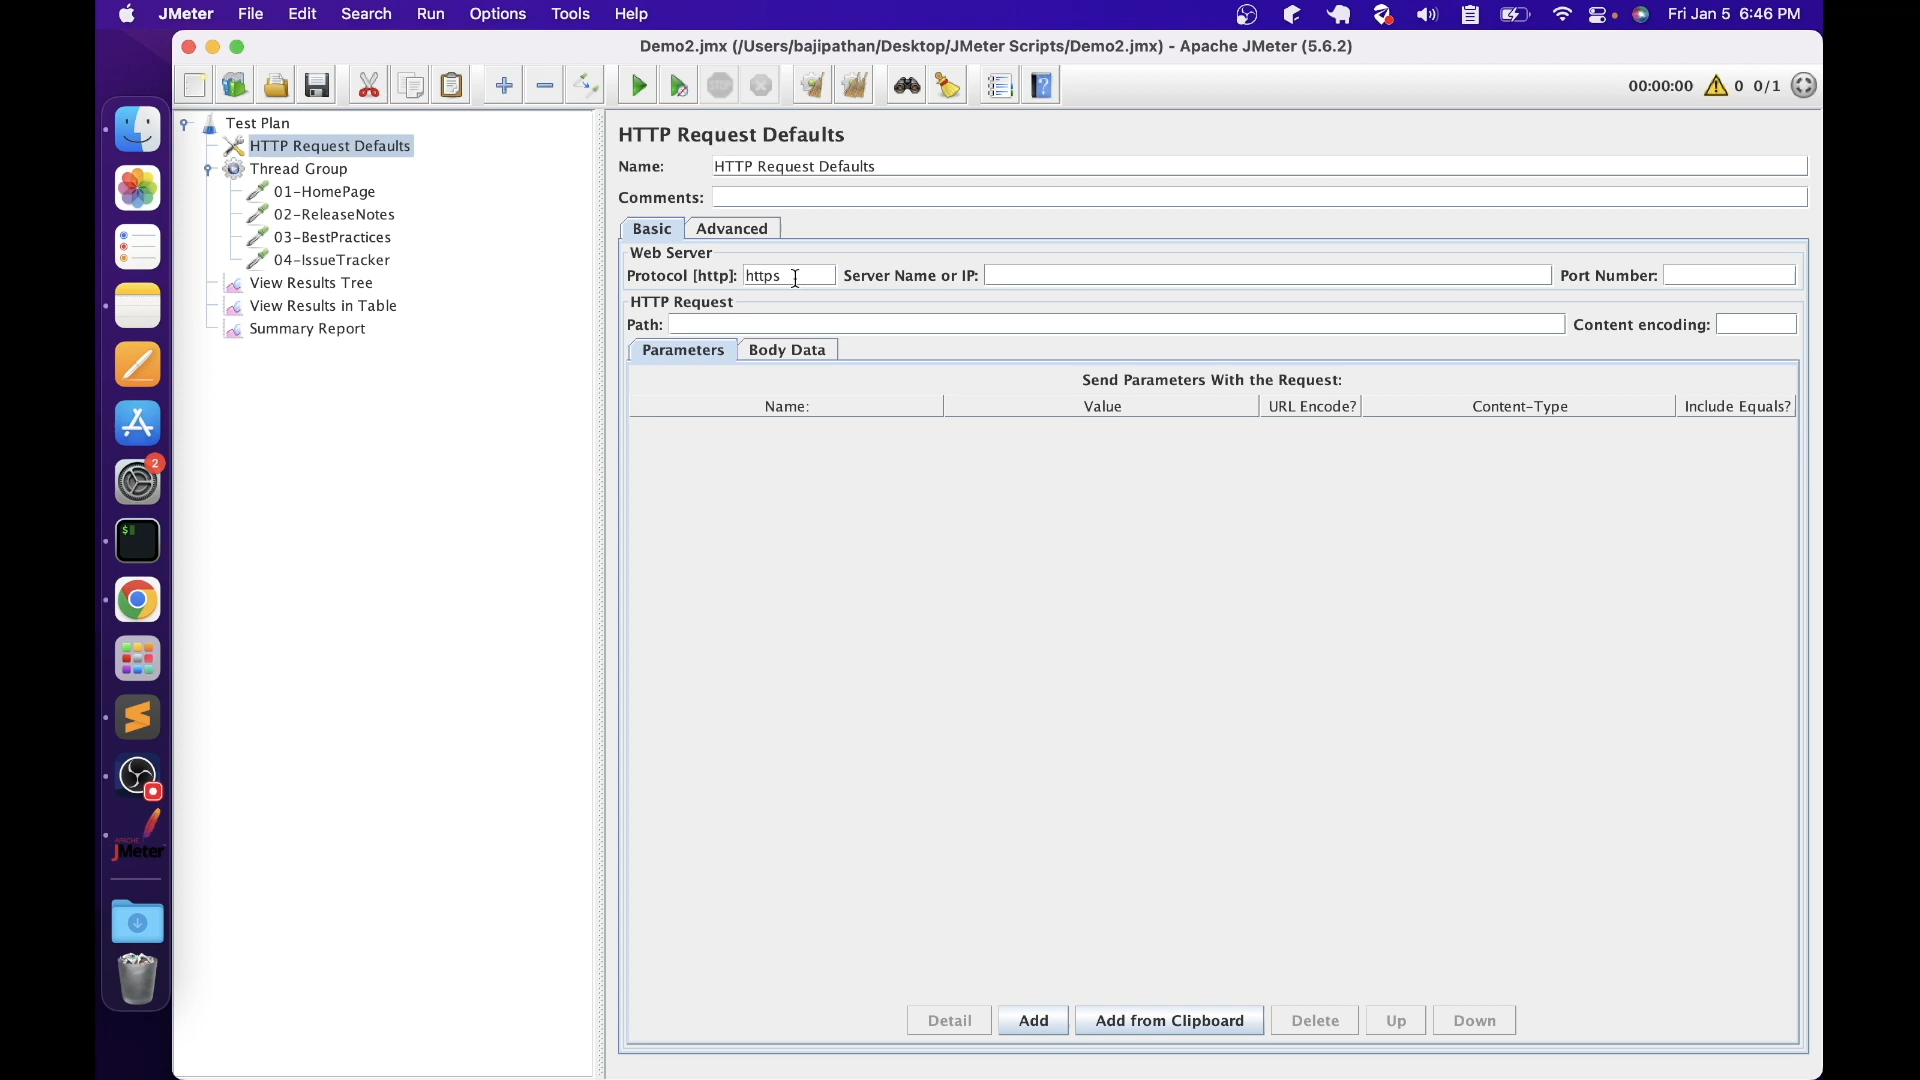 JMeter File Edit Search Run Options Tools Help Fri Jan 5 6:46 PM
Demo2.jmx (/Users/bajipathan/Desktop/JMeter Scripts/Demo2.jmx) - Apache JMeter (5.6.2)
STOP 00:00:00 0 0/1
Test Plan
HTTP Request Defaults
Thread Group
01-HomePage
02-ReleaseNotes
03-BestPractices
04-IssueTracker
View Results Tree
View Results in Table
Summary Report
HTTP Request Defaults
Name: HTTP Request Defaults
Comments:
Basic Advanced
Web Server
Protocol [http]: https Server Name or IP: Port Number:
HTTP Request
Path: Content encoding:
Parameters Body Data
Send Parameters With the Request:
Name: Value URL Encode? Content-Type Include Equals?
Detail Add Add from Clipboard Delete Up Down
2
$
APACHE
JMeter